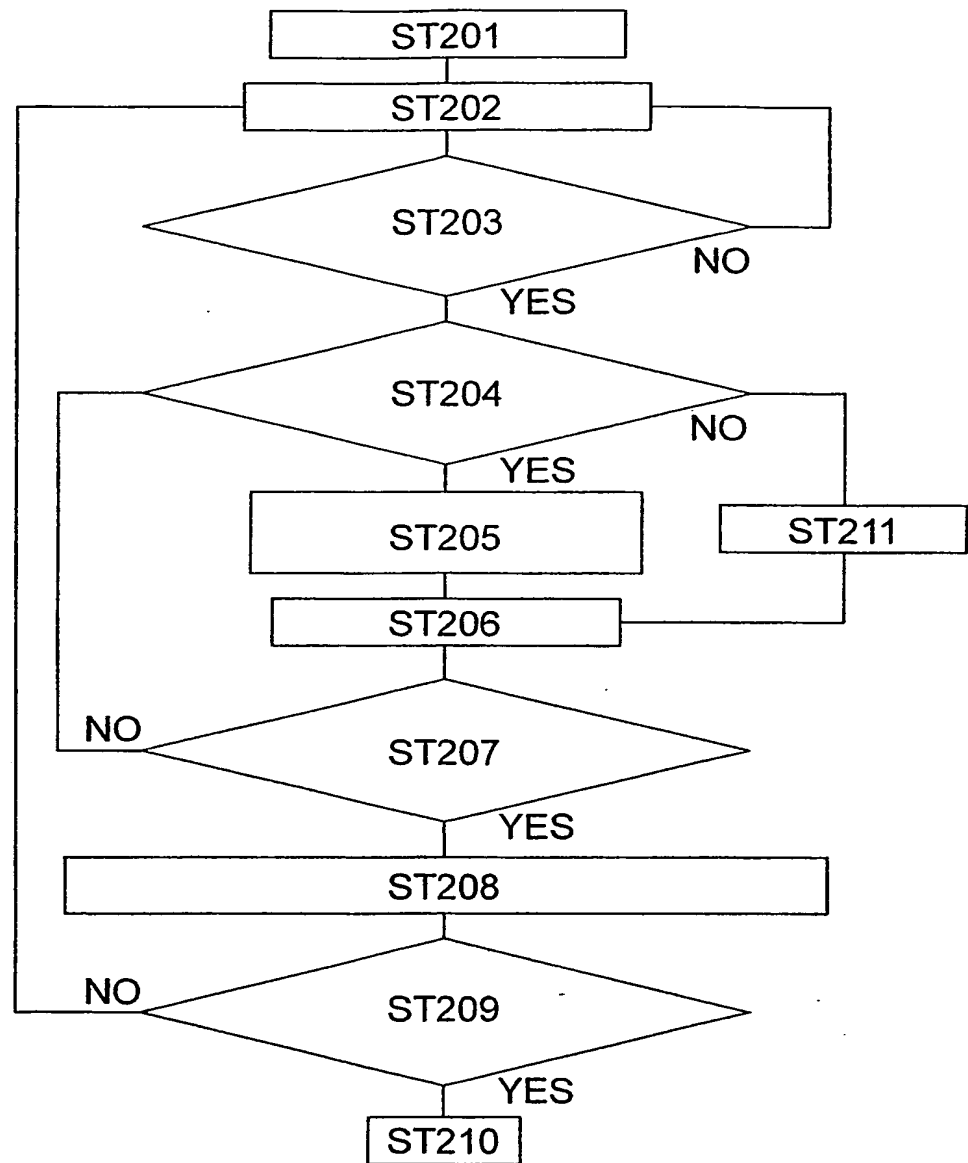 ST201
ST202
ST203
NO
YES
ST204
NO
YES
ST205
ST211
ST206
NO
ST207
YES
ST208
NO
ST209
YES
ST210